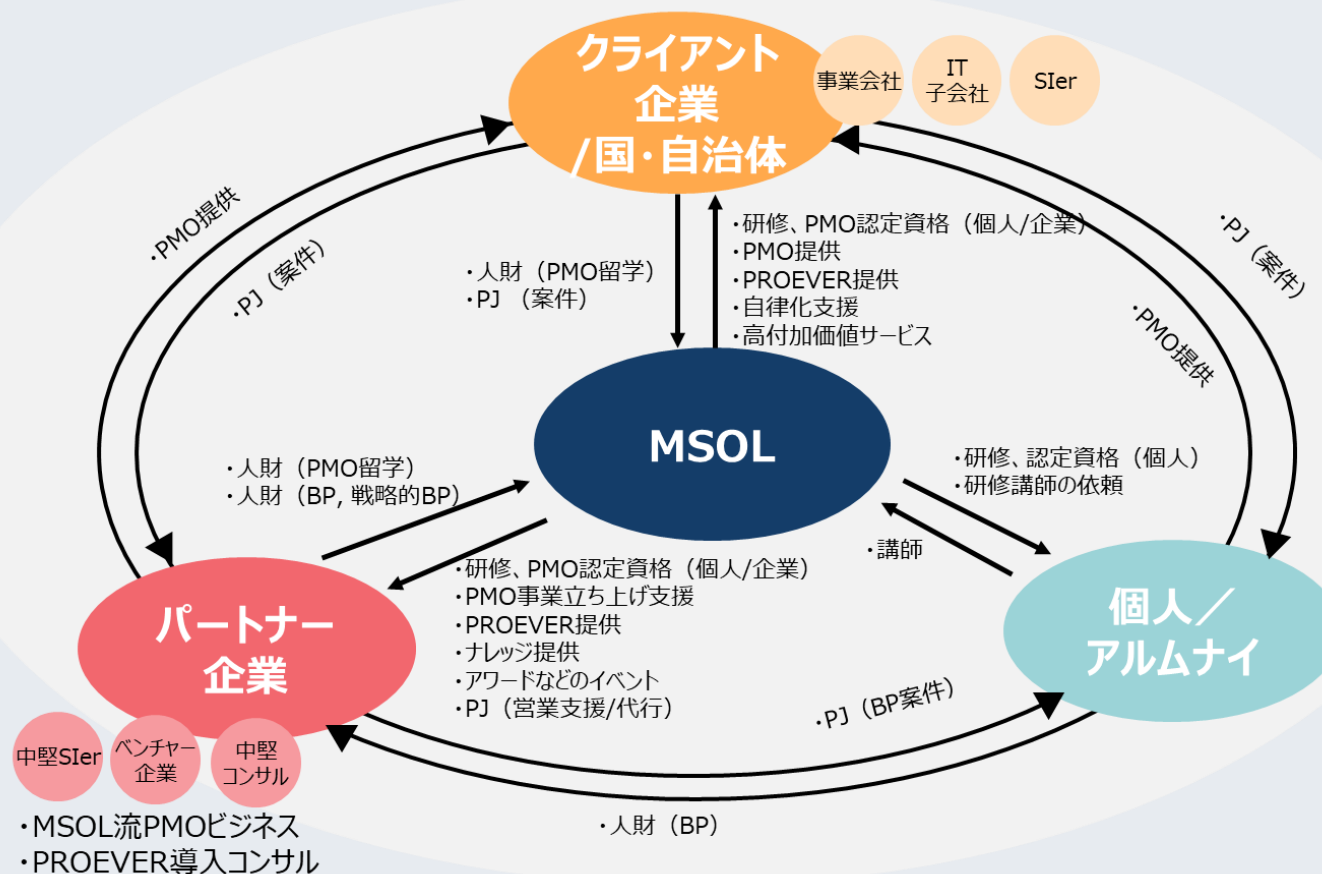 クライアント
企業
/国・自治体
事業会社
IT
子会社
SIer
・PMO提供
・PJ（案件）
・人財（PMO留学）
・PJ （案件）
・研修、PMO認定資格（個人/企業）
・PMO提供
・PROEVER提供
・自律化支援
・高付加価値サービス
・PJ（案件）
・PMO提供
MSOL
・人財（PMO留学）
・人財（BP, 戦略的BP）
・研修、認定資格（個人）
・研修講師の依頼
・講師
・研修、PMO認定資格（個人/企業）
・PMO事業立ち上げ支援
・PROEVER提供
・ナレッジ提供
・アワードなどのイベント
・PJ（営業支援/代行）
パートナー
企業
個人／
アルムナイ
・PJ（BP案件）
・人財（BP）
中堅SIer
ベンチャー
企業
中堅
コンサル
・MSOL流PMOビジネス
・PROEVER導入コンサル